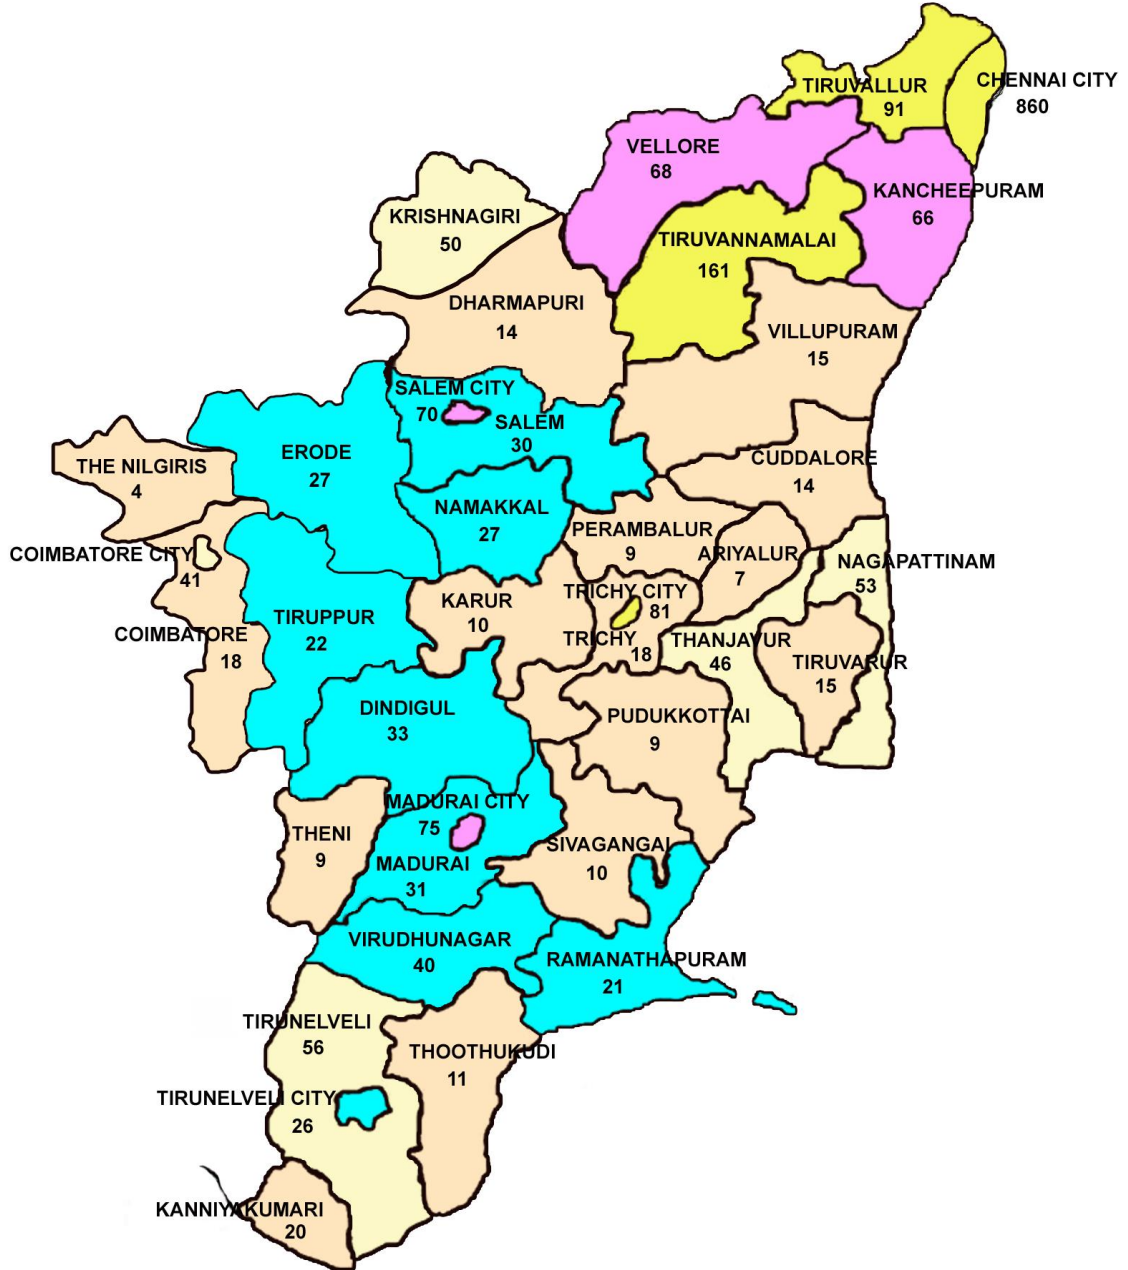 CHENNAI CITY
860
TIRUVALLUR
91
VELLORE
68
KANCHEEPURAM
66
KRISHNAGIRI
50
TIRUVANNAMALAI
161
DHARMAPURI
14
VILLUPURAM
15
SALEM CITY
70
SALEM
30
ERODE
27
THE NILGIRIS
4
CUDDALORE
14
NAMAKKAL
27
PERAMBALUR
9
ARIYALUR
7
COIMBATORE CITY
41
NAGAPATTINAM
53
TRICHY CITY
81
KARUR
10
TIRUPPUR
22
COIMBATORE
18
TRICHY
18
THANJAVUR
46
TIRUVARUR
15
DINDIGUL
33
PUDUKKOTTAI
9
MADURAI CITY
75
THENI
9
SIVAGANGAI
10
MADURAI
31
VIRUDHUNAGAR
40
RAMANATHAPURAM
21
TIRUNELVELI
56
THOOTHUKUDI
11
TIRUNELVELI CITY
26
KANNIYAKUMARI
20